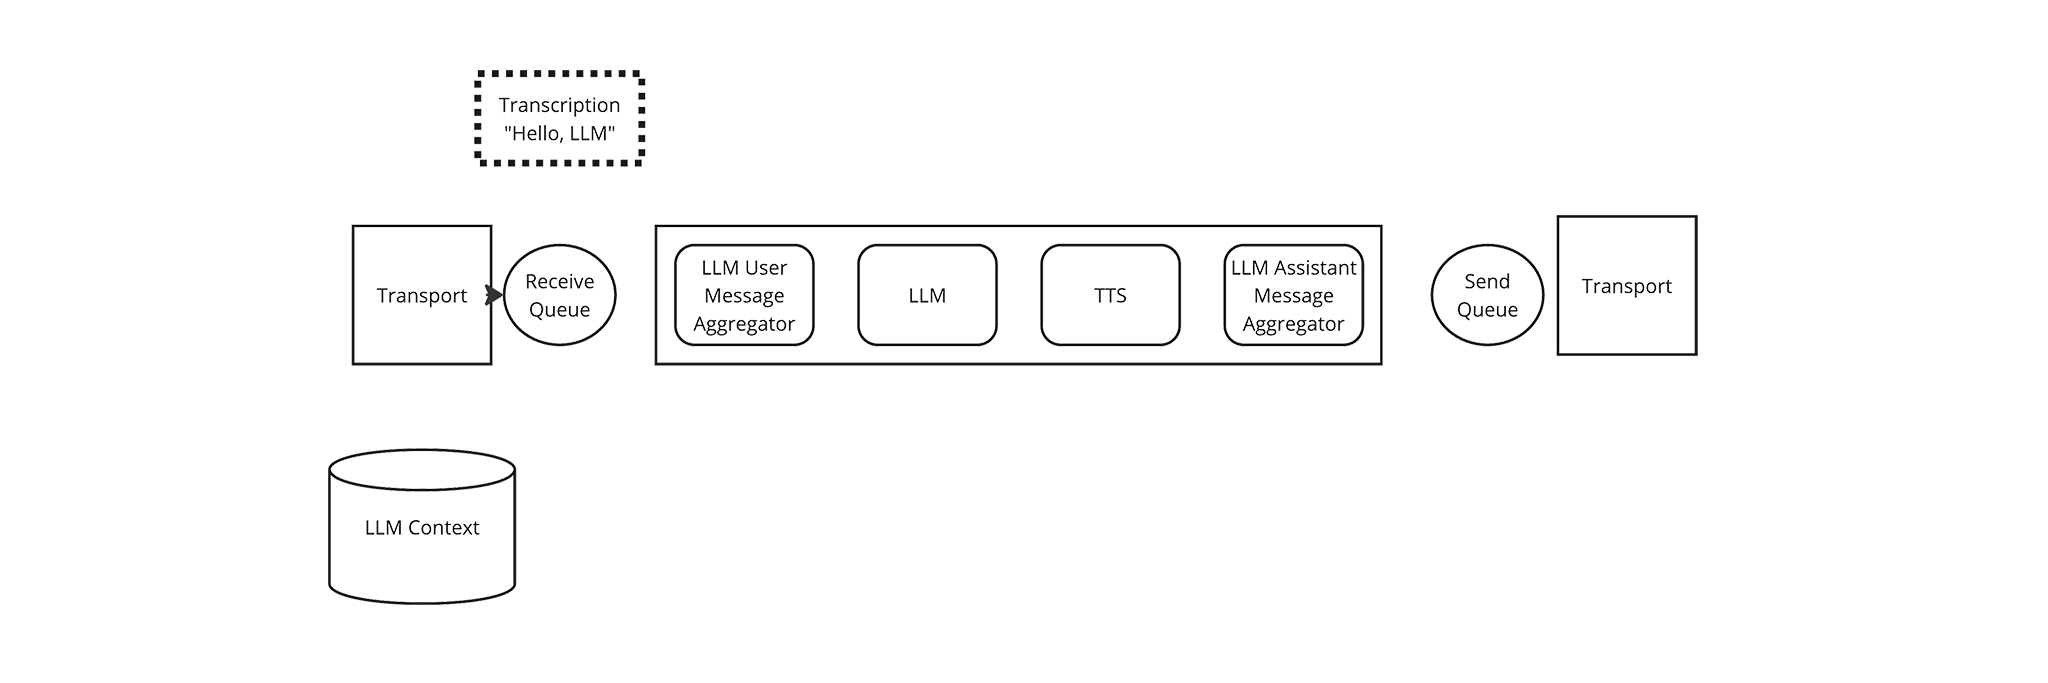 Transcription
"Hello, LLM"
Transport
Receive
Queue
LLM User
Message
Aggregator
LLM
TTS
LLM Assistant
Message
Aggregator
Send
Queue
Transport
LLM Context